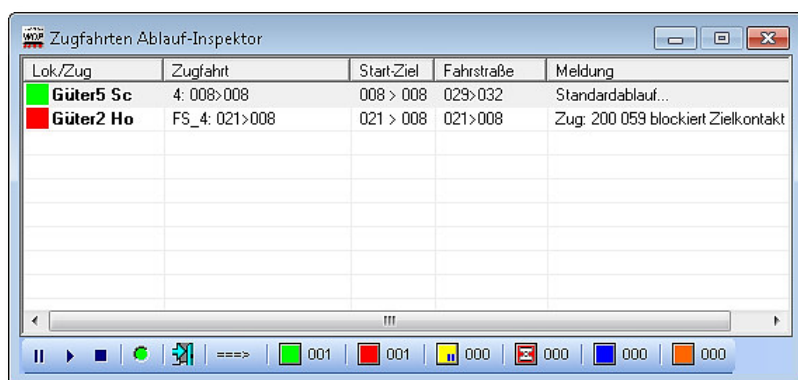 WDP Zugfahrten Ablauf-Inspektor
Lok/Zug Zugfahrt Start-Ziel Fahrstraße Meldung
Güter5 Sc 4: 008>008 008 > 008 029>032 Standardablauf...
Güter2 Ho FS_4: 021>008 021 > 008 021>008 Zug: 200 059 blockiert Zielkontakt
===> 001 001 000 000 000 000